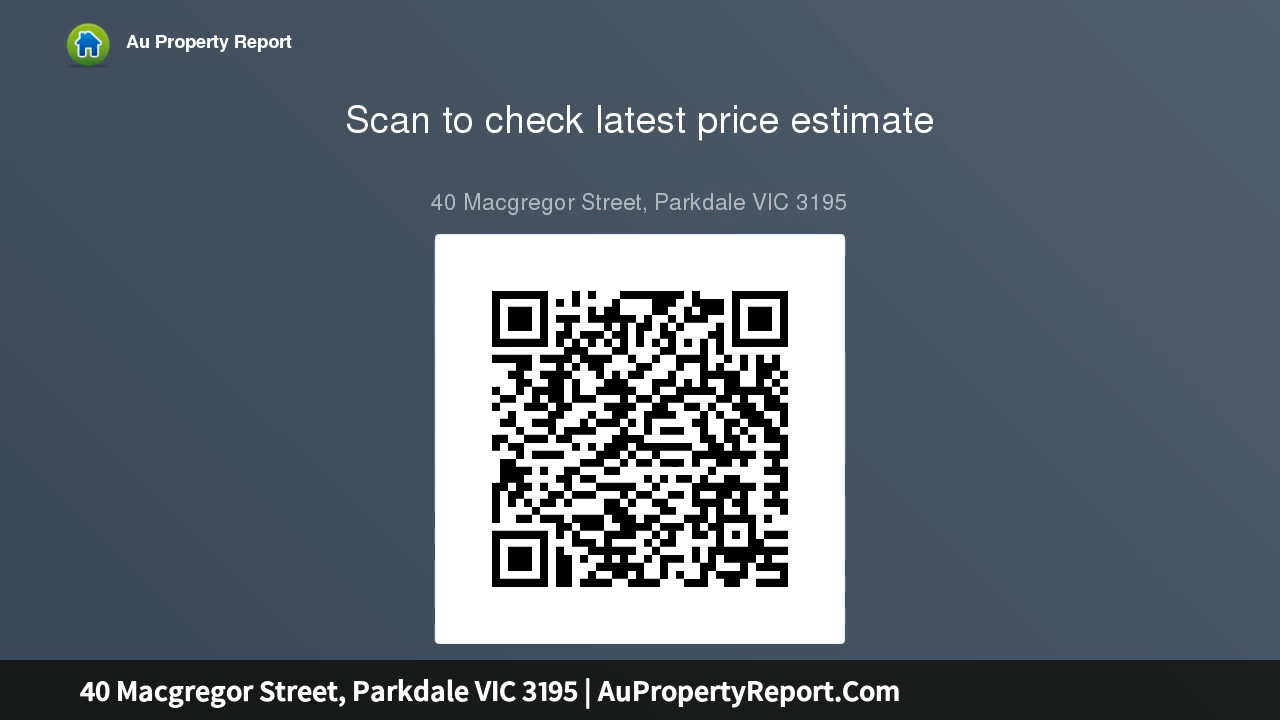 Au Property Report
Scan to check latest price estimate
40 Macgregor Street, Parkdale VIC 3195
40 Macgregor Street, Parkdale VIC 3195 | AuPropertyReport.Com